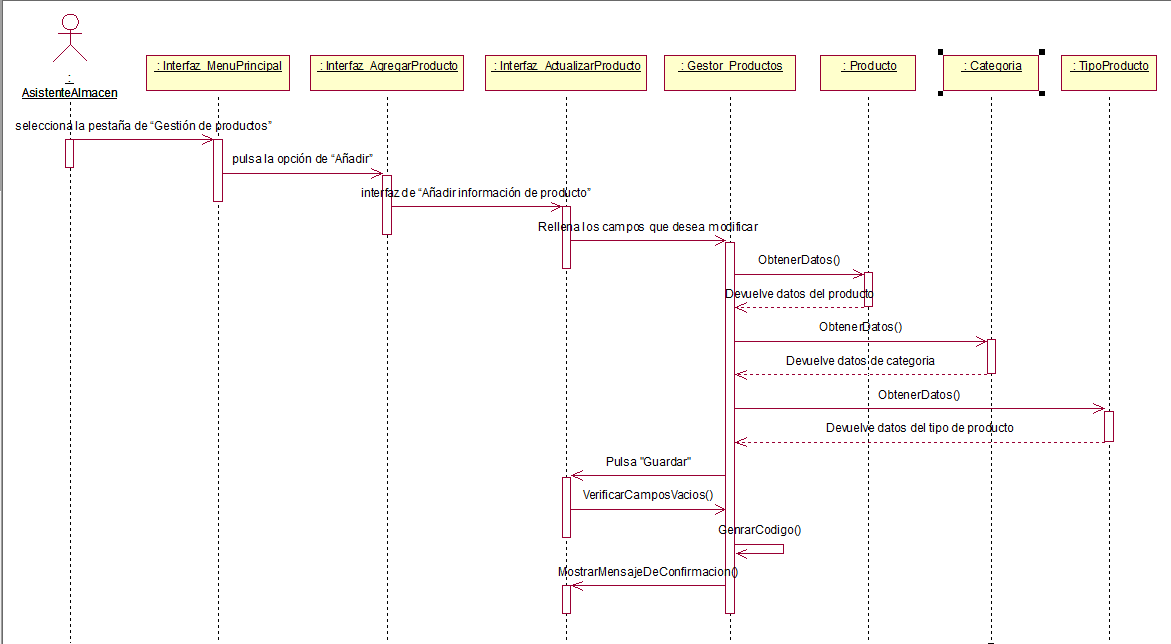 : Interfaz_MenuPrincipal
: Interfaz_AgregarProducto
: Interfaz_ActualizarProducto
: Gestor_Productos
: Producto
: Categoria
: TipoProducto
:
AsistenteAlmacen
selecciona la pestaña de “Gestión de productos”
pulsa la opción de “Añadir”
interfaz de “Añadir información de producto”
Rellena los campos que desea modificar
ObtenerDatos()
Devuelve datos del producto
ObtenerDatos()
Devuelve datos de categoria
ObtenerDatos()
Devuelve datos del tipo de producto
Pulsa "Guardar"
VerificarCamposVacios()
GenrarCodigo()
MostrarMensajeDeConfirmacion()